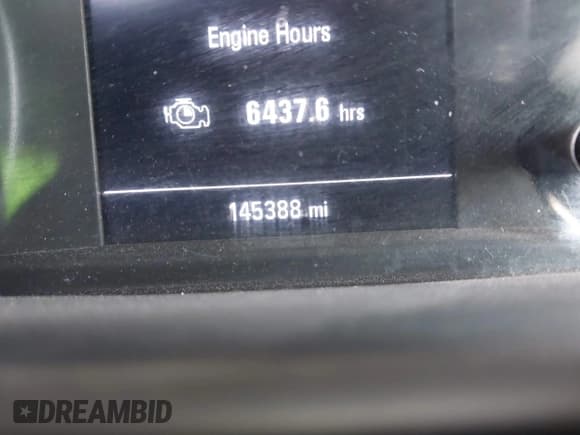 Engine Hours
6437.6 hrs
145388 mi
DREAMBID